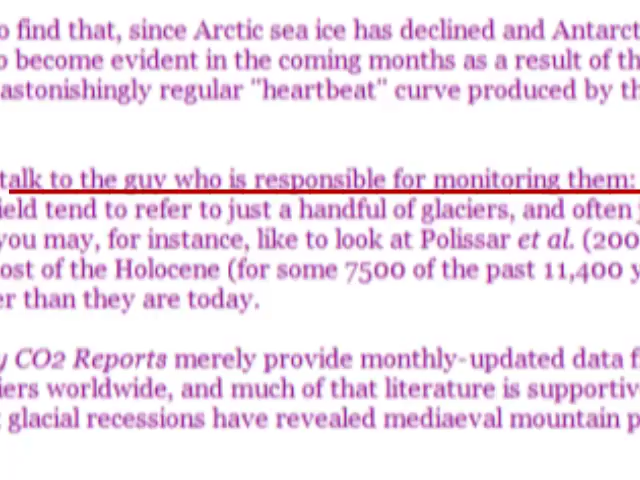 find that, since Arctic sea ice has declined and Antarct
become evident in the coming months as a result of th
astonishingly regular "heartbeat" curve produced by th
talk to the guy who is responsible for monitoring them:
ield tend to refer to just a handful of glaciers, and often
you may, for instance, like to look at Polissar et al. (200
ost of the Holocene (for some 7500 of the past 11,400 y
er than they are today.
y CO2 Reports merely provide monthly-updated data f
iers worldwide, and much of that literature is supportiv
glacial recessions have revealed mediaeval mountain p